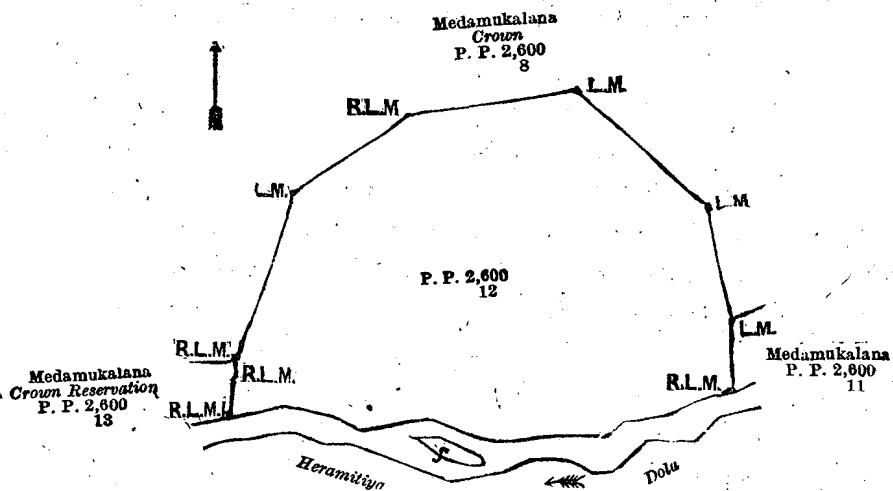 Medamukalana
Crown
P. P. 2,600
8
R.L.M
L.M.
L.M.
L.M
P. P. 2,600
12
R.L.M.
R.L.M.
R.L.M.
L.M.
R.L.M.
Medamukalana
Crown Reservation
P. P. 2,600
13
Medamukalana
P. P. 2,600
11
Heramitiya
Dola